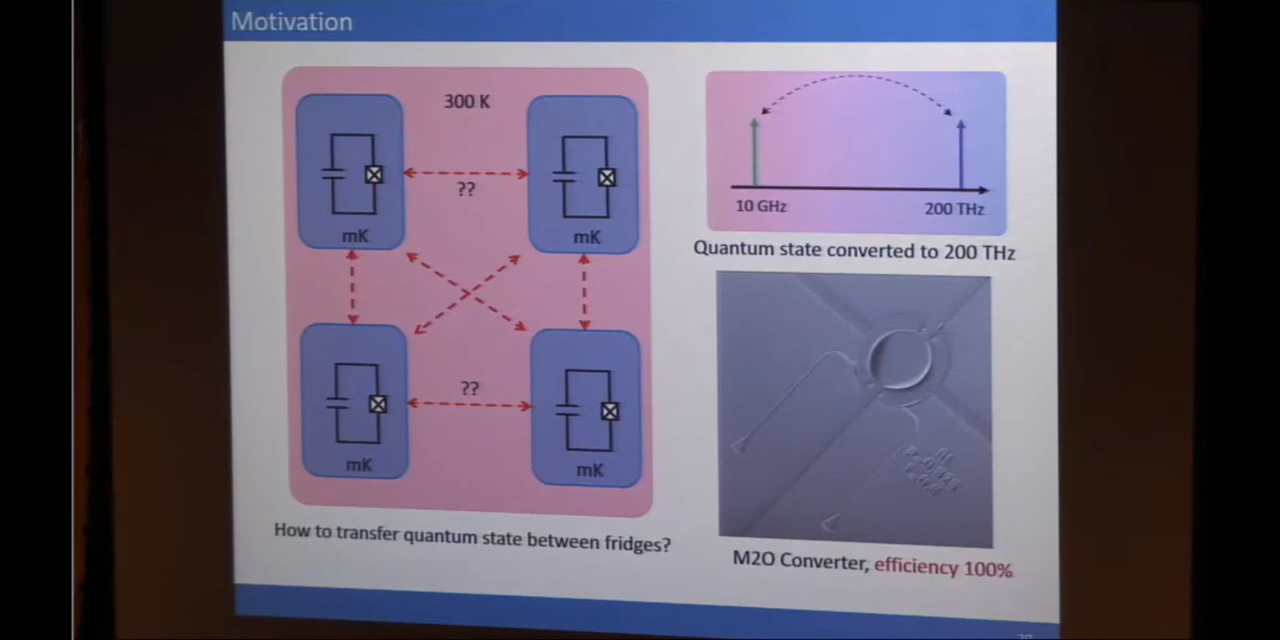 Motivation
300 K
??
mK
mK
??
mK
mK
How to transfer quantum state between fridges?
10 GHz
200 THz
Quantum state converted to 200 THz
M2O Converter, efficiency 100%